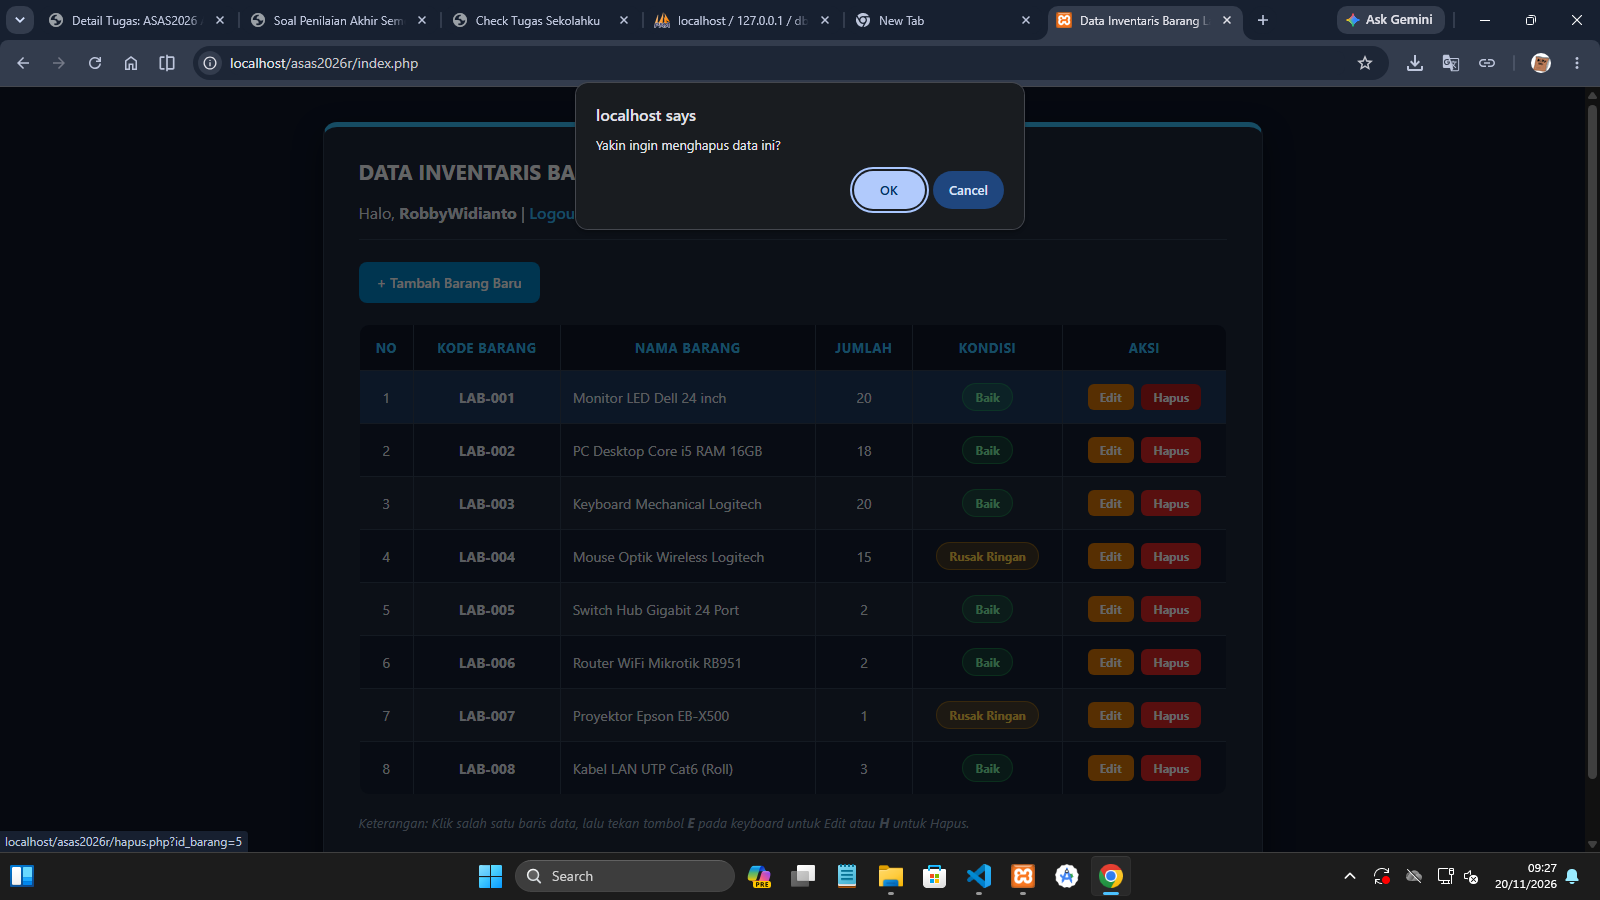 Detail Tugas: ASAS2026
Soal Penilaian Akhir Sem
Check Tugas Sekolahku
localhost / 127.0.0.1 / db
New Tab
Data Inventaris Barang L
Ask Gemini
localhost/asas2026r/index.php
localhost says
Yakin ingin menghapus data ini?
OK Cancel
DATA INVENTARIS BA
Halo, RobbyWidianto | Logou
+ Tambah Barang Baru
NO KODE BARANG NAMA BARANG JUMLAH KONDISI AKSI
1 LAB-001 Monitor LED Dell 24 inch 20 Baik Edit Hapus
2 LAB-002 PC Desktop Core i5 RAM 16GB 18 Baik Edit Hapus
3 LAB-003 Keyboard Mechanical Logitech 20 Baik Edit Hapus
4 LAB-004 Mouse Optik Wireless Logitech 15 Rusak Ringan Edit Hapus
5 LAB-005 Switch Hub Gigabit 24 Port 2 Baik Edit Hapus
6 LAB-006 Router WiFi Mikrotik RB951 2 Baik Edit Hapus
7 LAB-007 Proyektor Epson EB-X500 1 Rusak Ringan Edit Hapus
8 LAB-008 Kabel LAN UTP Cat6 (Roll) 3 Baik Edit Hapus
Keterangan: Klik salah satu baris data, lalu tekan tombol E pada keyboard untuk Edit atau H untuk Hapus.
localhost/asas2026r/hapus.php?id_barang=5
Search
PRE
09:27
20/11/2026